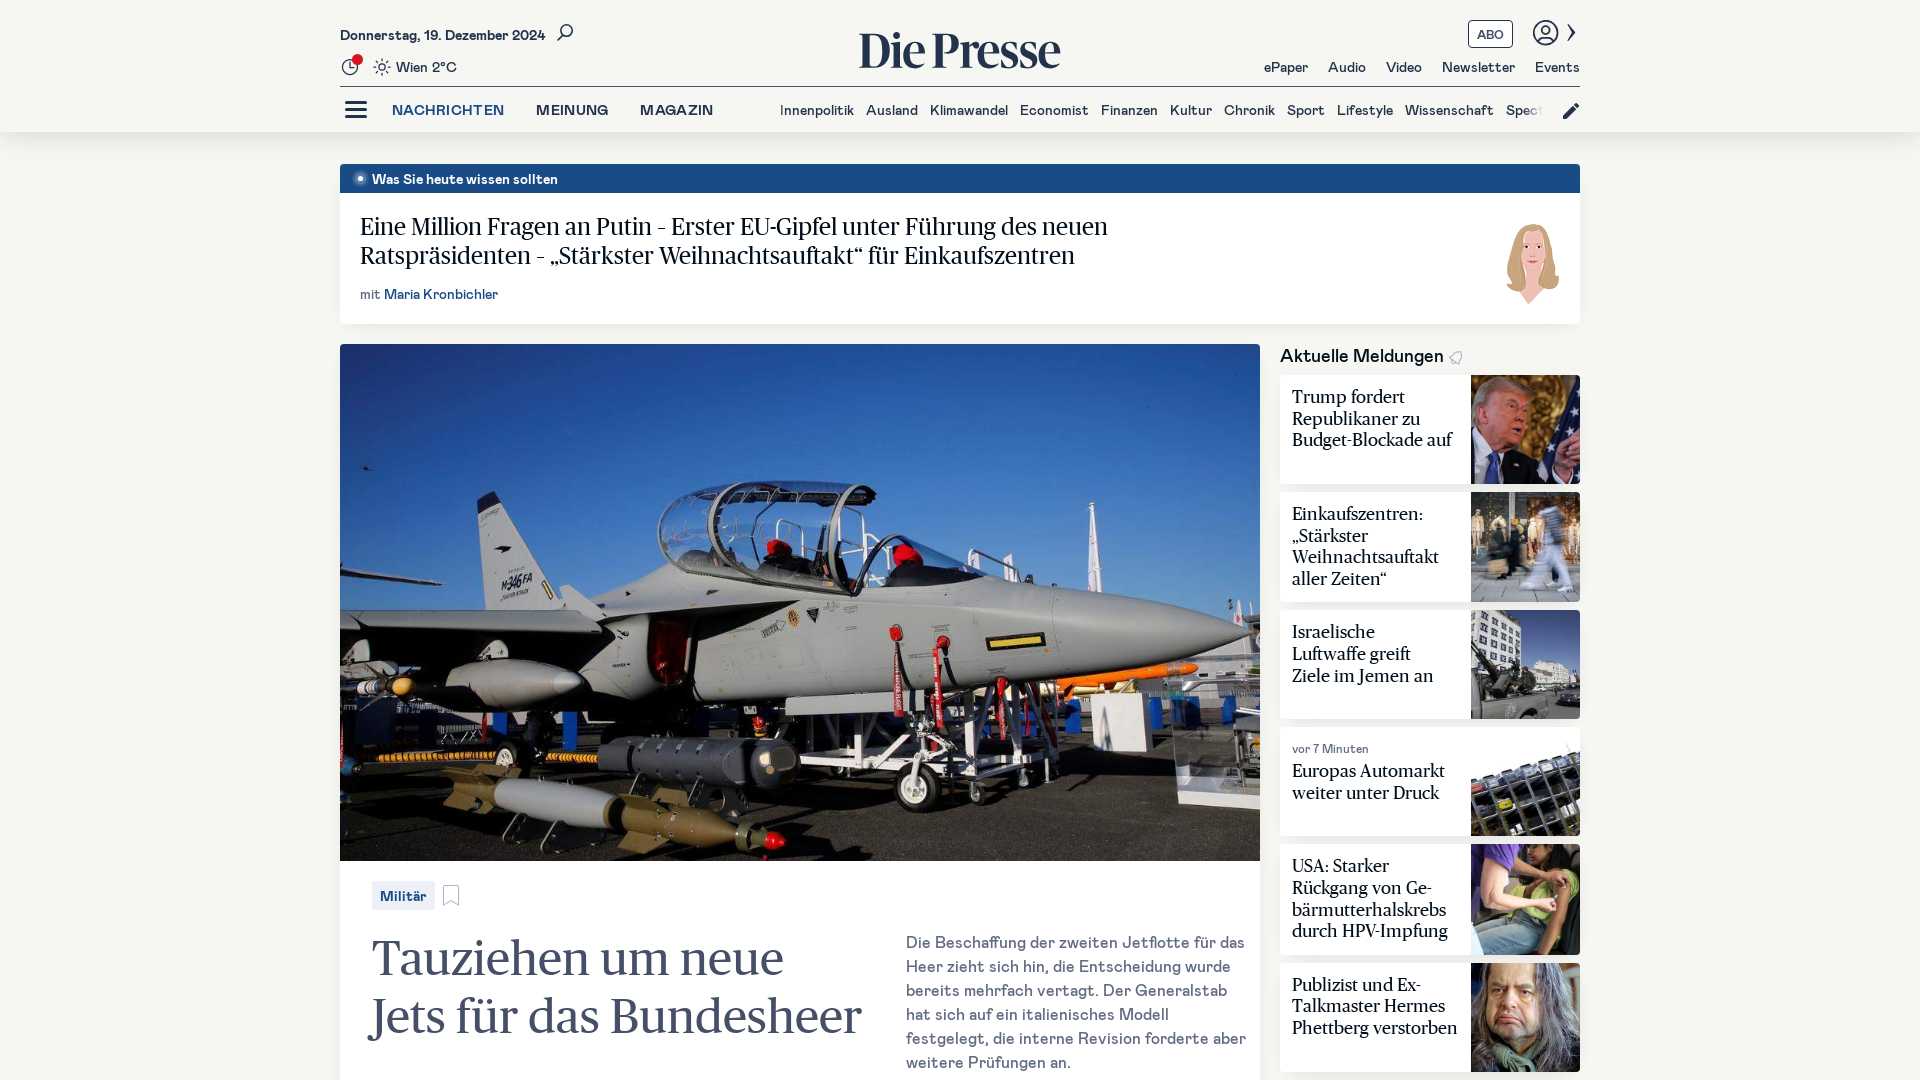 Donnerstag, 19. Dezember 2024
Wien 2°C
Die Presse
ABO
ePaper Audio Video Newsletter Events
NACHRICHTEN MEINUNG MAGAZIN
Innenpolitik Ausland Klimawandel Economist Finanzen Kultur Chronik Sport Lifestyle Wissenschaft Spect
Was Sie heute wissen sollten
Eine Million Fragen an Putin – Erster EU-Gipfel unter Führung des neuen
Ratspräsidenten – „Stärkster Weihnachtsauftakt“ für Einkaufszentren
mit Maria Kronbichler
M-346FA
Militär
Tauziehen um neue
Jets für das Bundesheer
Die Beschaffung der zweiten Jetflotte für das
Heer zieht sich hin, die Entscheidung wurde
bereits mehrfach vertagt. Der Generalstab
hat sich auf ein italienisches Modell
festgelegt, die interne Revision forderte aber
weitere Prüfungen an.
Aktuelle Meldungen
Trump fordert
Republikaner zu
Budget-Blockade auf
Einkaufszentren:
„Stärkster
Weihnachtsauftakt
aller Zeiten“
Israelische
Luftwaffe greift
Ziele im Jemen an
vor 7 Minuten
Europas Automarkt
weiter unter Druck
USA: Starker
Rückgang von Ge-
bärmutterhalskrebs
durch HPV-Impfung
Publizist und Ex-
Talkmaster Hermes
Phettberg verstorben